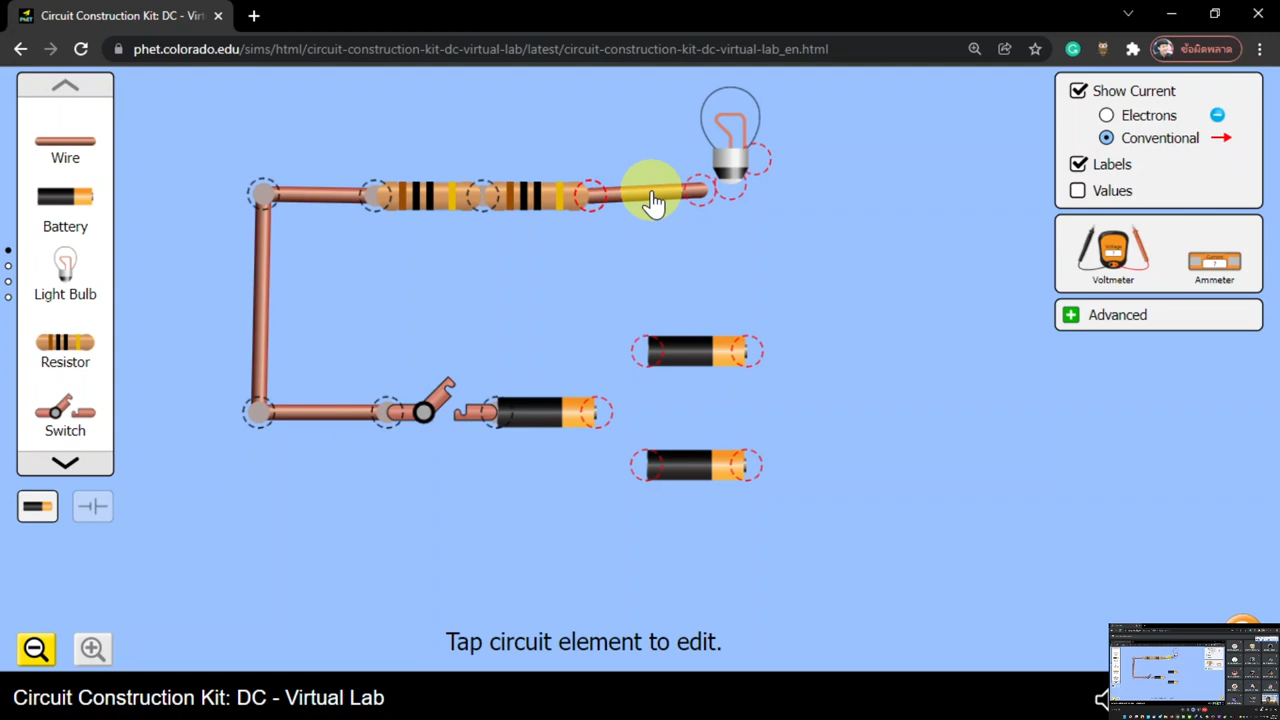 Circuit Construction Kit: DC - Virt
phet.colorado.edu/sims/html/circuit-construction-kit-dc-virtual-lab/latest/circuit-construction-kit-dc-virtual-lab_en.html
ข้อผิดพลาด
Wire
Battery
Light Bulb
Resistor
Switch
Show Current
Electrons
Conventional
Labels
Values
Voltmeter
Ammeter
Advanced
Tap circuit element to edit.
Circuit Construction Kit: DC - Virtual Lab